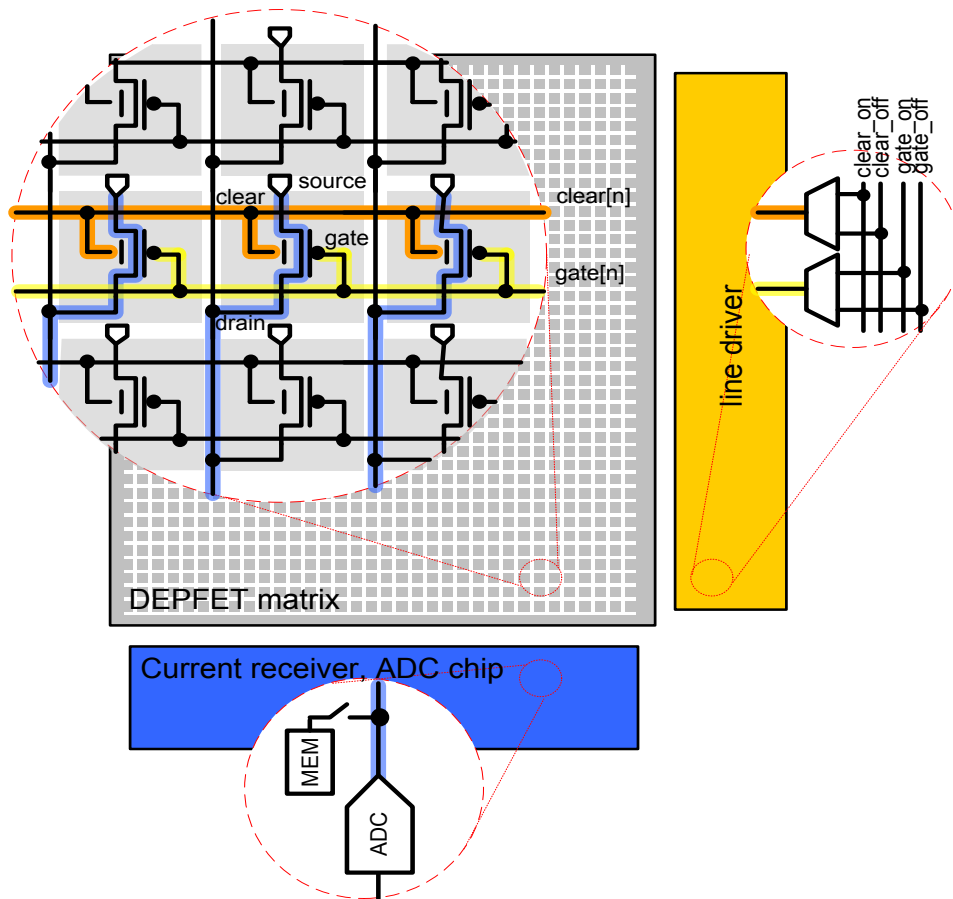 source
clear
clear[n]
gate
gate[n]
drain
DEPFET matrix
line driver
clear_on
clear_off
gate_on
gate_off
Current receiver, ADC chip
MEM
ADC